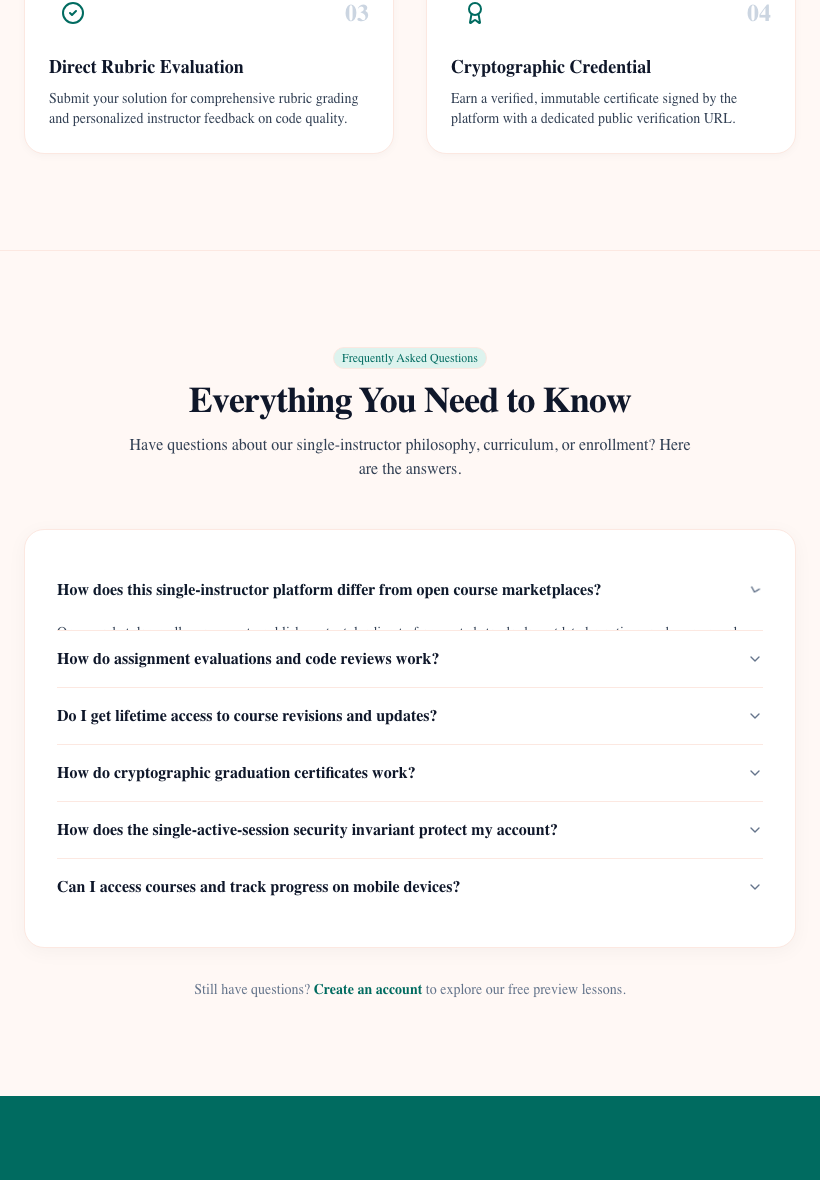 03
04
Direct Rubric Evaluation
Cryptographic Credential
Submit your solution for comprehensive rubric grading
and personalized instructor feedback on code quality.
Earn a verified, immutable certificate signed by the
platform with a dedicated public verification URL.
Frequently Asked Questions
Everything You Need to Know
Have questions about our single-instructor philosophy, curriculum, or enrollment? Here
are the answers.
How does this single-instructor platform differ from open course marketplaces?
How do assignment evaluations and code reviews work?
Do I get lifetime access to course revisions and updates?
How do cryptographic graduation certificates work?
How does the single-active-session security invariant protect my account?
Can I access courses and track progress on mobile devices?
Still have questions? Create an account to explore our free preview lessons.